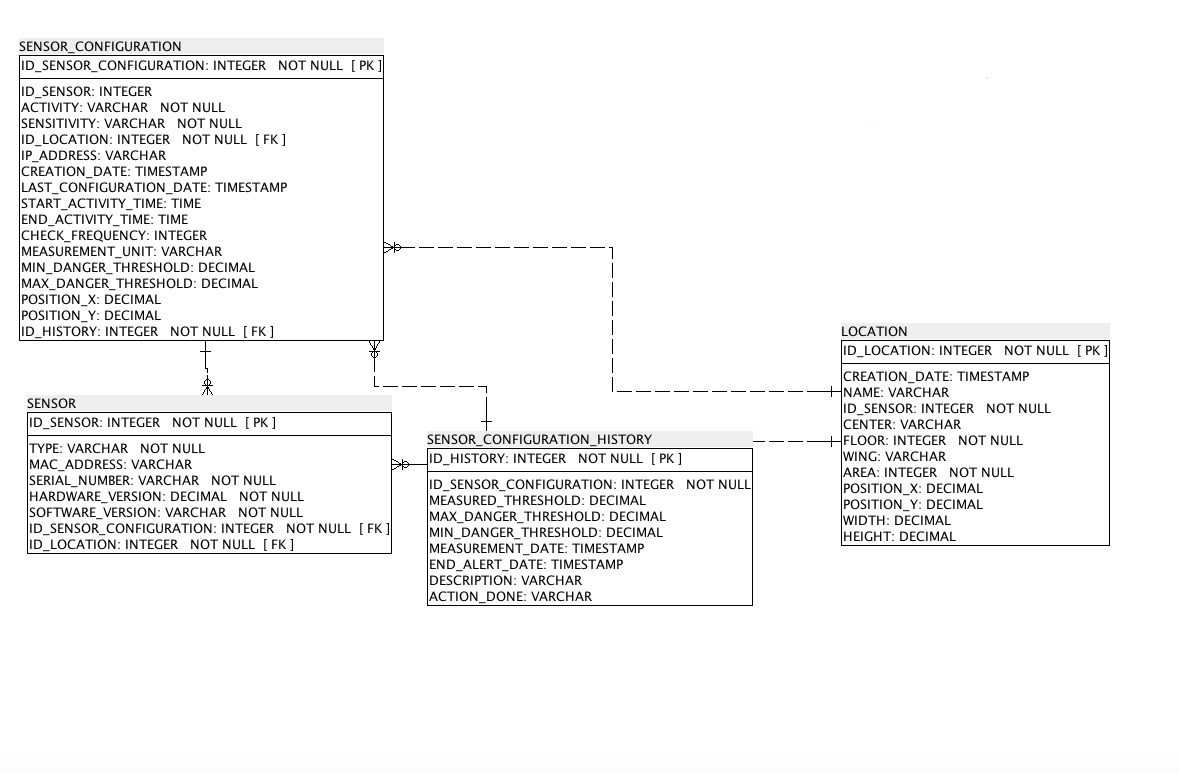 SENSOR_CONFIGURATION
ID_SENSOR_CONFIGURATION: INTEGER NOT NULL [ PK ]
ID_SENSOR: INTEGER
ACTIVITY: VARCHAR NOT NULL
SENSITIVITY: VARCHAR NOT NULL
ID_LOCATION: INTEGER NOT NULL [ FK ]
IP_ADDRESS: VARCHAR
CREATION_DATE: TIMESTAMP
LAST_CONFIGURATION_DATE: TIMESTAMP
START_ACTIVITY_TIME: TIME
END_ACTIVITY_TIME: TIME
CHECK_FREQUENCY: INTEGER
MEASUREMENT_UNIT: VARCHAR
MIN_DANGER_THRESHOLD: DECIMAL
MAX_DANGER_THRESHOLD: DECIMAL
POSITION_X: DECIMAL
POSITION_Y: DECIMAL
ID_HISTORY: INTEGER NOT NULL [ FK ]
SENSOR
ID_SENSOR: INTEGER NOT NULL [ PK ]
TYPE: VARCHAR NOT NULL
MAC_ADDRESS: VARCHAR
SERIAL_NUMBER: VARCHAR NOT NULL
HARDWARE_VERSION: DECIMAL NOT NULL
SOFTWARE_VERSION: VARCHAR NOT NULL
ID_SENSOR_CONFIGURATION: INTEGER NOT NULL [ FK ]
ID_LOCATION: INTEGER NOT NULL [ FK ]
SENSOR_CONFIGURATION_HISTORY
ID_HISTORY: INTEGER NOT NULL [ PK ]
ID_SENSOR_CONFIGURATION: INTEGER NOT NULL
MEASURED_THRESHOLD: DECIMAL
MAX_DANGER_THRESHOLD: DECIMAL
MIN_DANGER_THRESHOLD: DECIMAL
MEASUREMENT_DATE: TIMESTAMP
END_ALERT_DATE: TIMESTAMP
DESCRIPTION: VARCHAR
ACTION_DONE: VARCHAR
LOCATION
ID_LOCATION: INTEGER NOT NULL [ PK ]
CREATION_DATE: TIMESTAMP
NAME: VARCHAR
ID_SENSOR: INTEGER NOT NULL
CENTER: VARCHAR
FLOOR: INTEGER NOT NULL
WING: VARCHAR
AREA: INTEGER NOT NULL
POSITION_X: DECIMAL
POSITION_Y: DECIMAL
WIDTH: DECIMAL
HEIGHT: DECIMAL